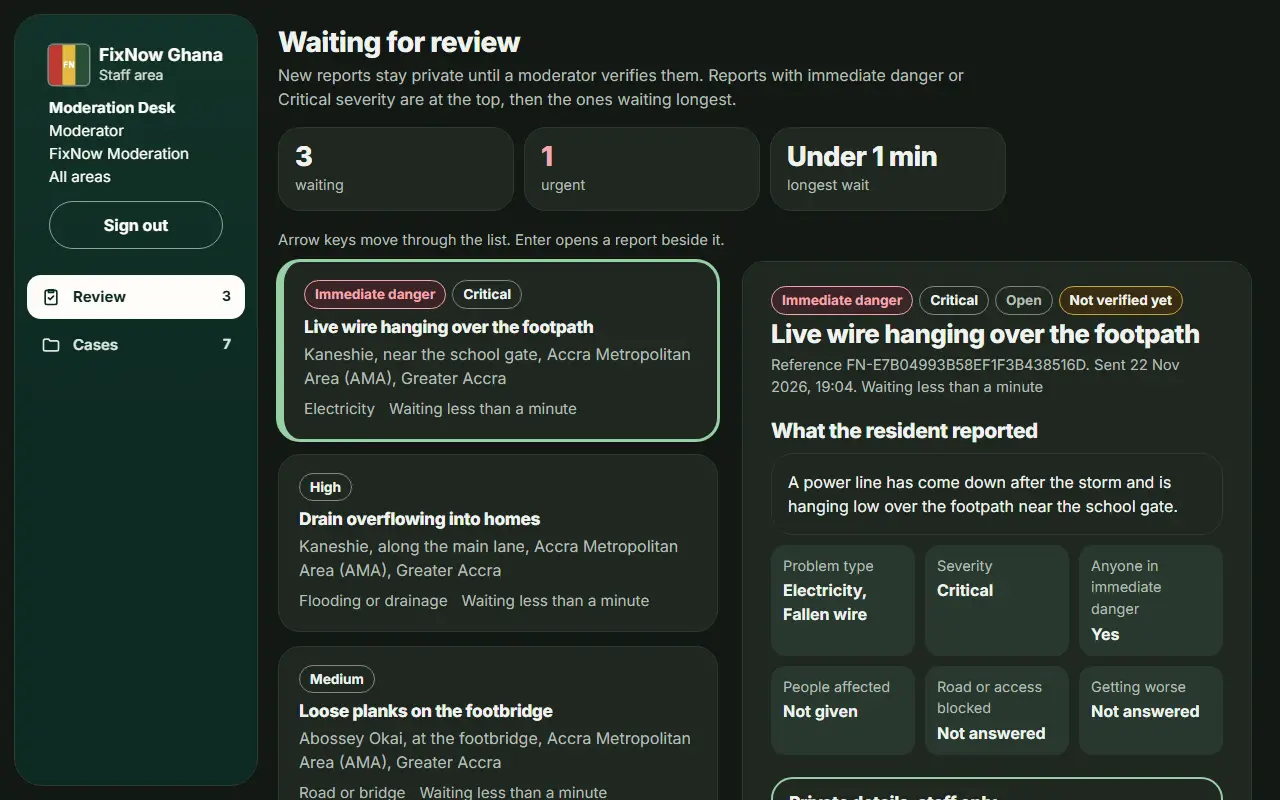 FN
FixNow Ghana
Staff area
Moderation Desk
Moderator
FixNow Moderation
All areas
Sign out
Review 3
Cases 7
Waiting for review
New reports stay private until a moderator verifies them. Reports with immediate danger or
Critical severity are at the top, then the ones waiting longest.
3
waiting
1
urgent
Under 1 min
longest wait
Arrow keys move through the list. Enter opens a report beside it.
Immediate danger Critical
Live wire hanging over the footpath
Kaneshie, near the school gate, Accra Metropolitan
Area (AMA), Greater Accra
Electricity Waiting less than a minute
High
Drain overflowing into homes
Kaneshie, along the main lane, Accra Metropolitan
Area (AMA), Greater Accra
Flooding or drainage Waiting less than a minute
Medium
Loose planks on the footbridge
Abossey Okai, at the footbridge, Accra Metropolitan
Area (AMA), Greater Accra
Road or bridge Waiting less than a minute
Immediate danger Critical Open Not verified yet
Live wire hanging over the footpath
Reference FN-E7B04993B58EF1F3B438516D. Sent 22 Nov
2026, 19:04. Waiting less than a minute
What the resident reported
A power line has come down after the storm and is
hanging low over the footpath near the school gate.
Problem type
Electricity,
Fallen wire
Severity
Critical
Anyone in
immediate
danger
Yes
People affected
Not given
Road or access
blocked
Not answered
Getting worse
Not answered
Private details, staff only